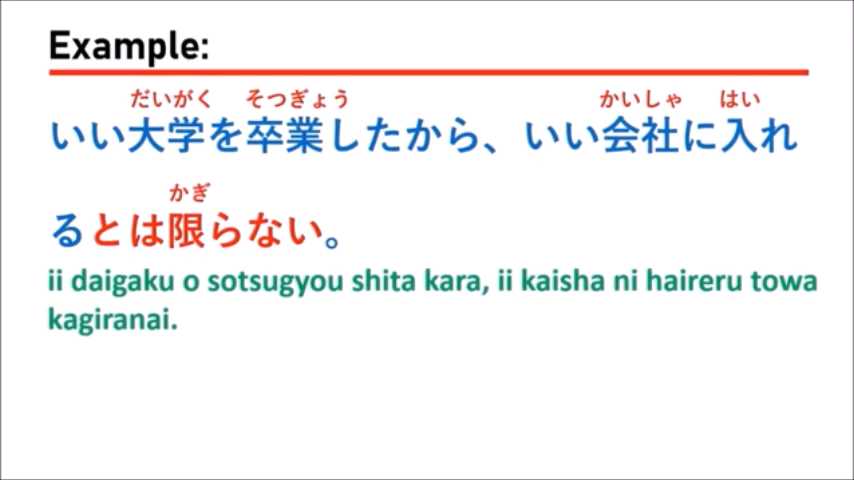 Example:
だいがく そつぎょう かいしゃ はい
いい大学を卒業したから、いい会社に入れ
かぎ
るとは限らない。
ii daigaku o sotsugyou shita kara, ii kaisha ni haireru towa
kagiranai.